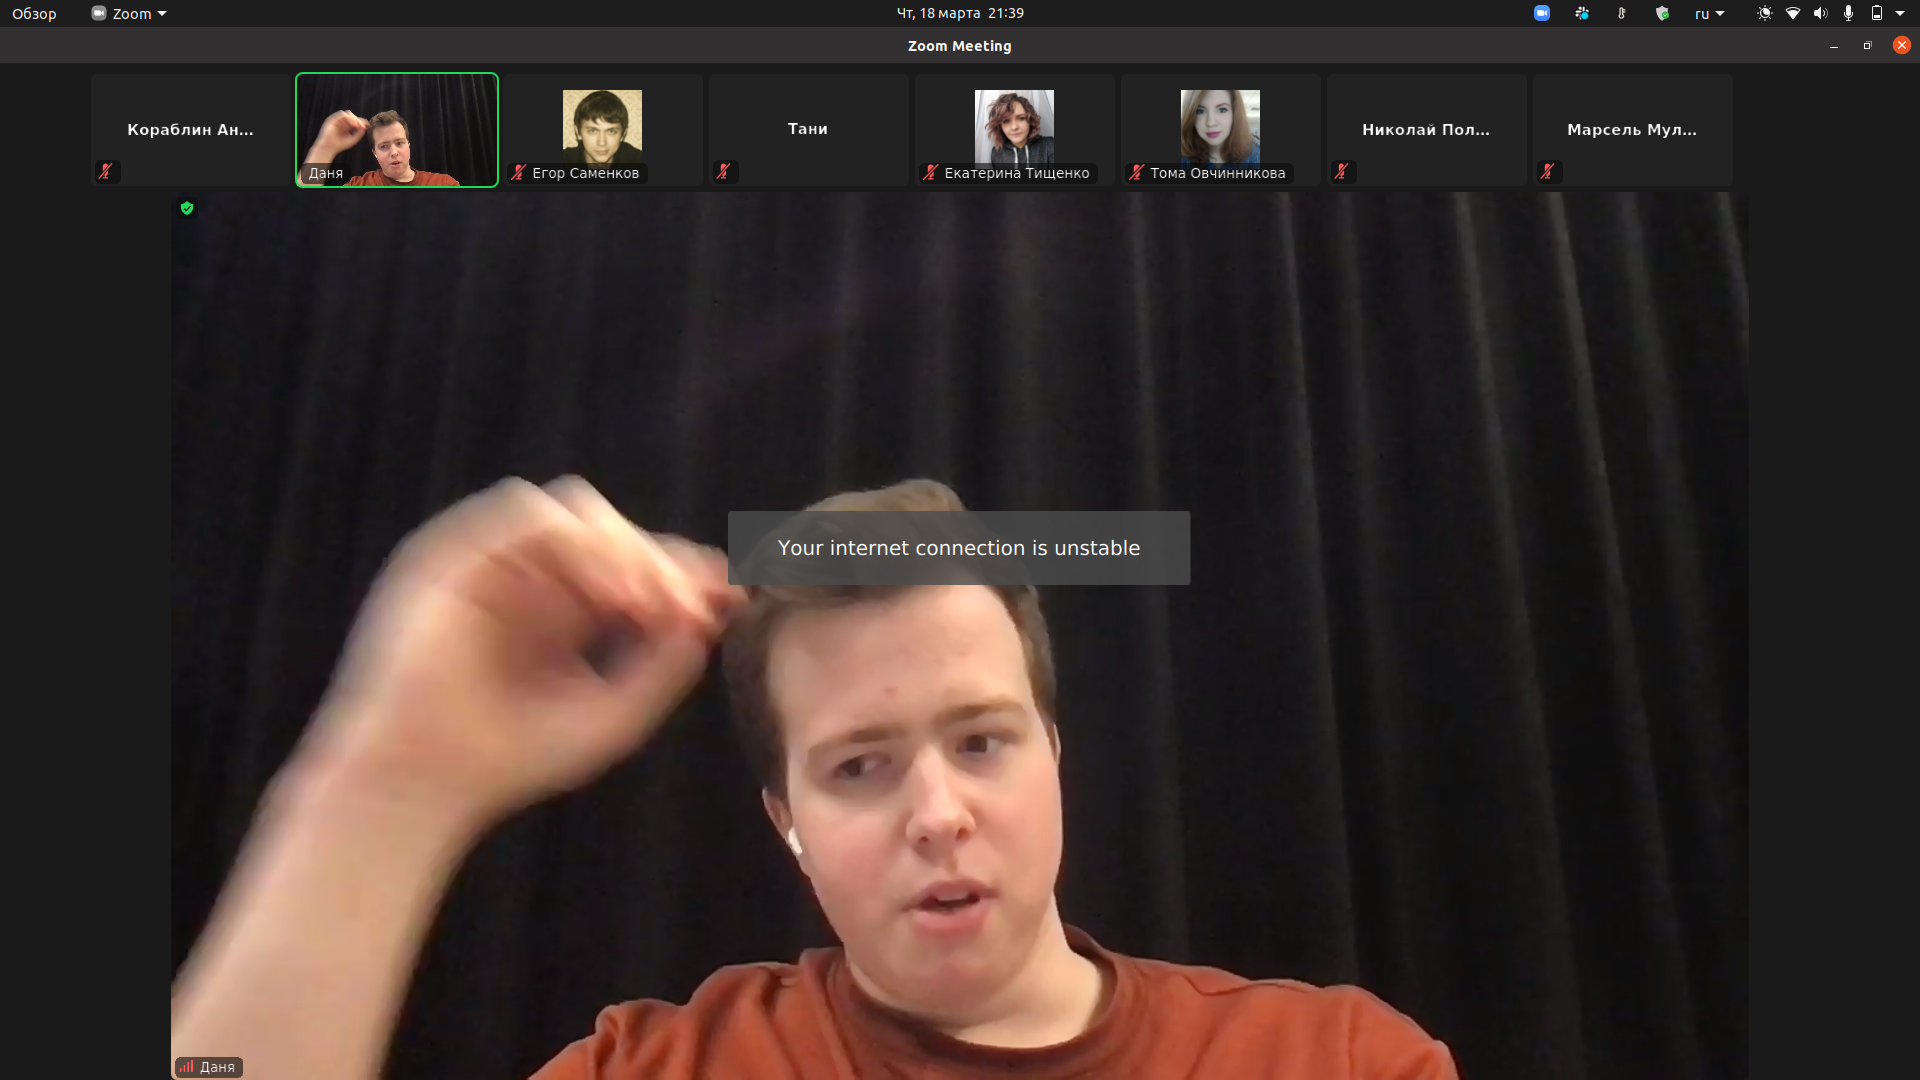 Обзор
Zoom
Чт, 18 марта 21:39
ru
Zoom Meeting
Кораблин Ан...
Даня
Егор Саменков
Тани
Екатерина Тищенко
Тома Овчинникова
Николай Пол...
Марсель Мул...
Your internet connection is unstable
Даня